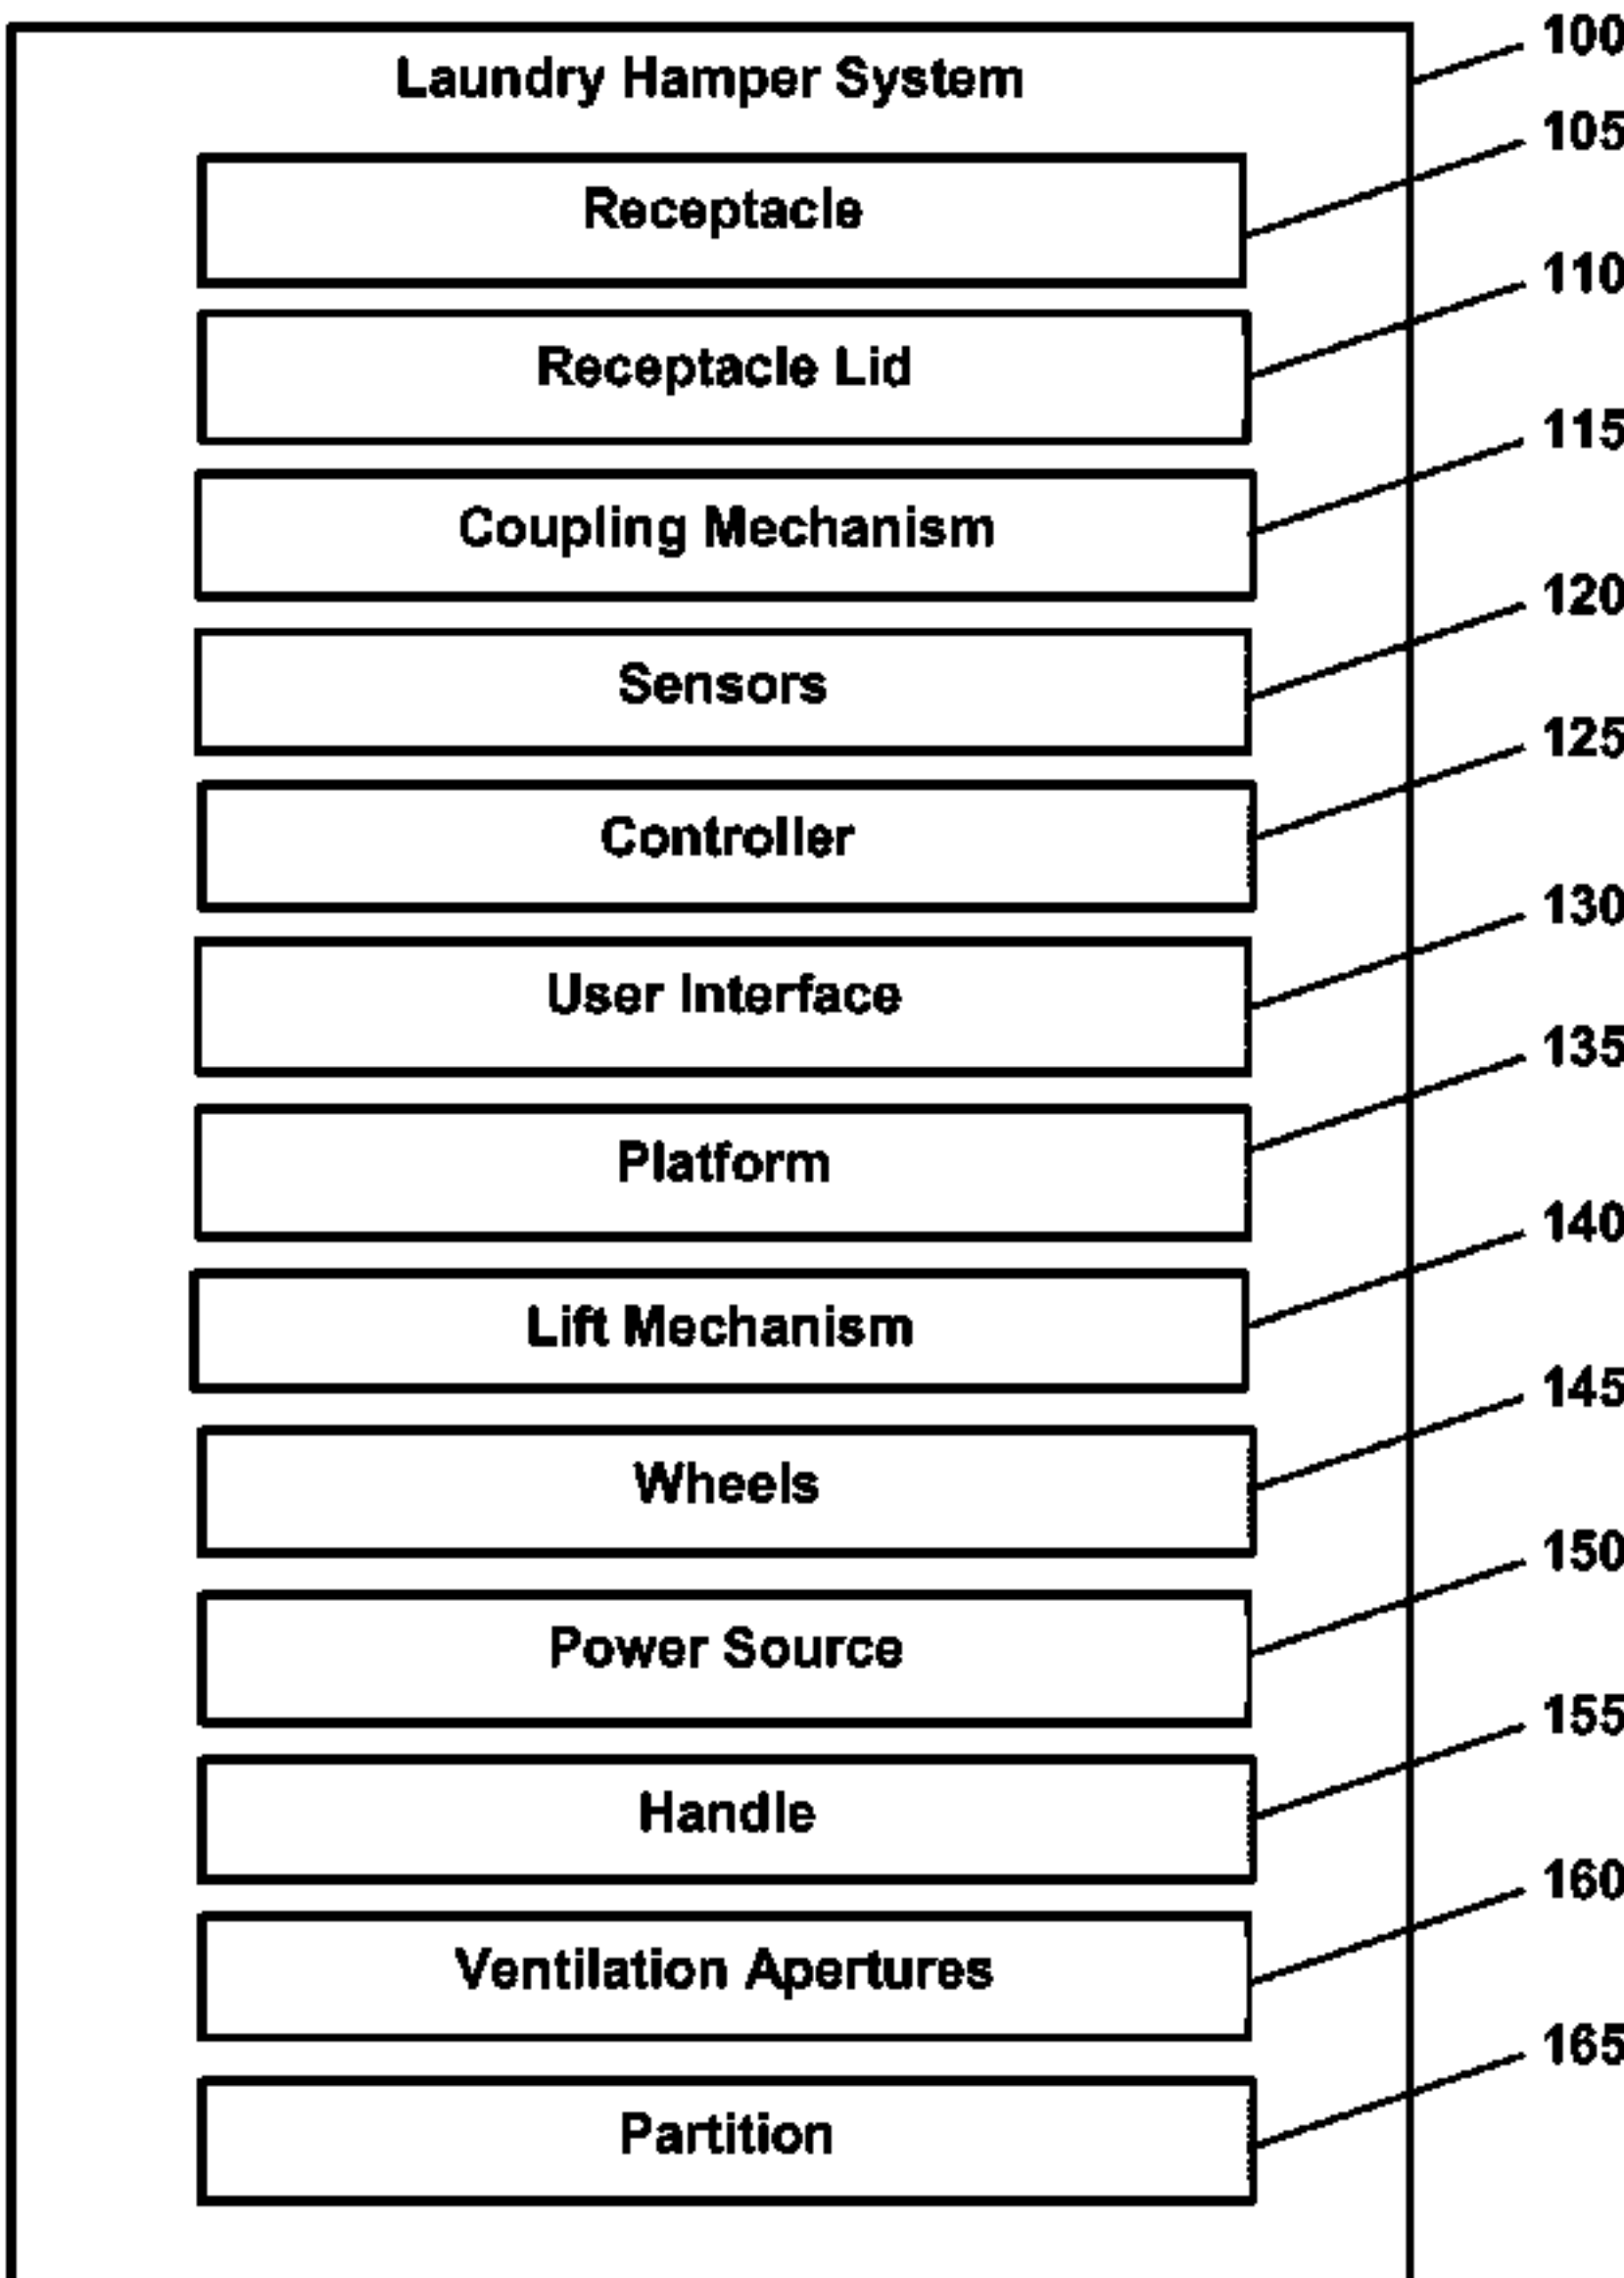 100
Laundry Hamper System
105
Receptacle
110
Receptacle Lid
115
Coupling Mechanism
120
Sensors
125
Controller
130
User Interface
135
Platform
140
Lift Mechanism
145
Wheels
150
Power Source
155
Handle
160
Ventilation Apertures
165
Partition